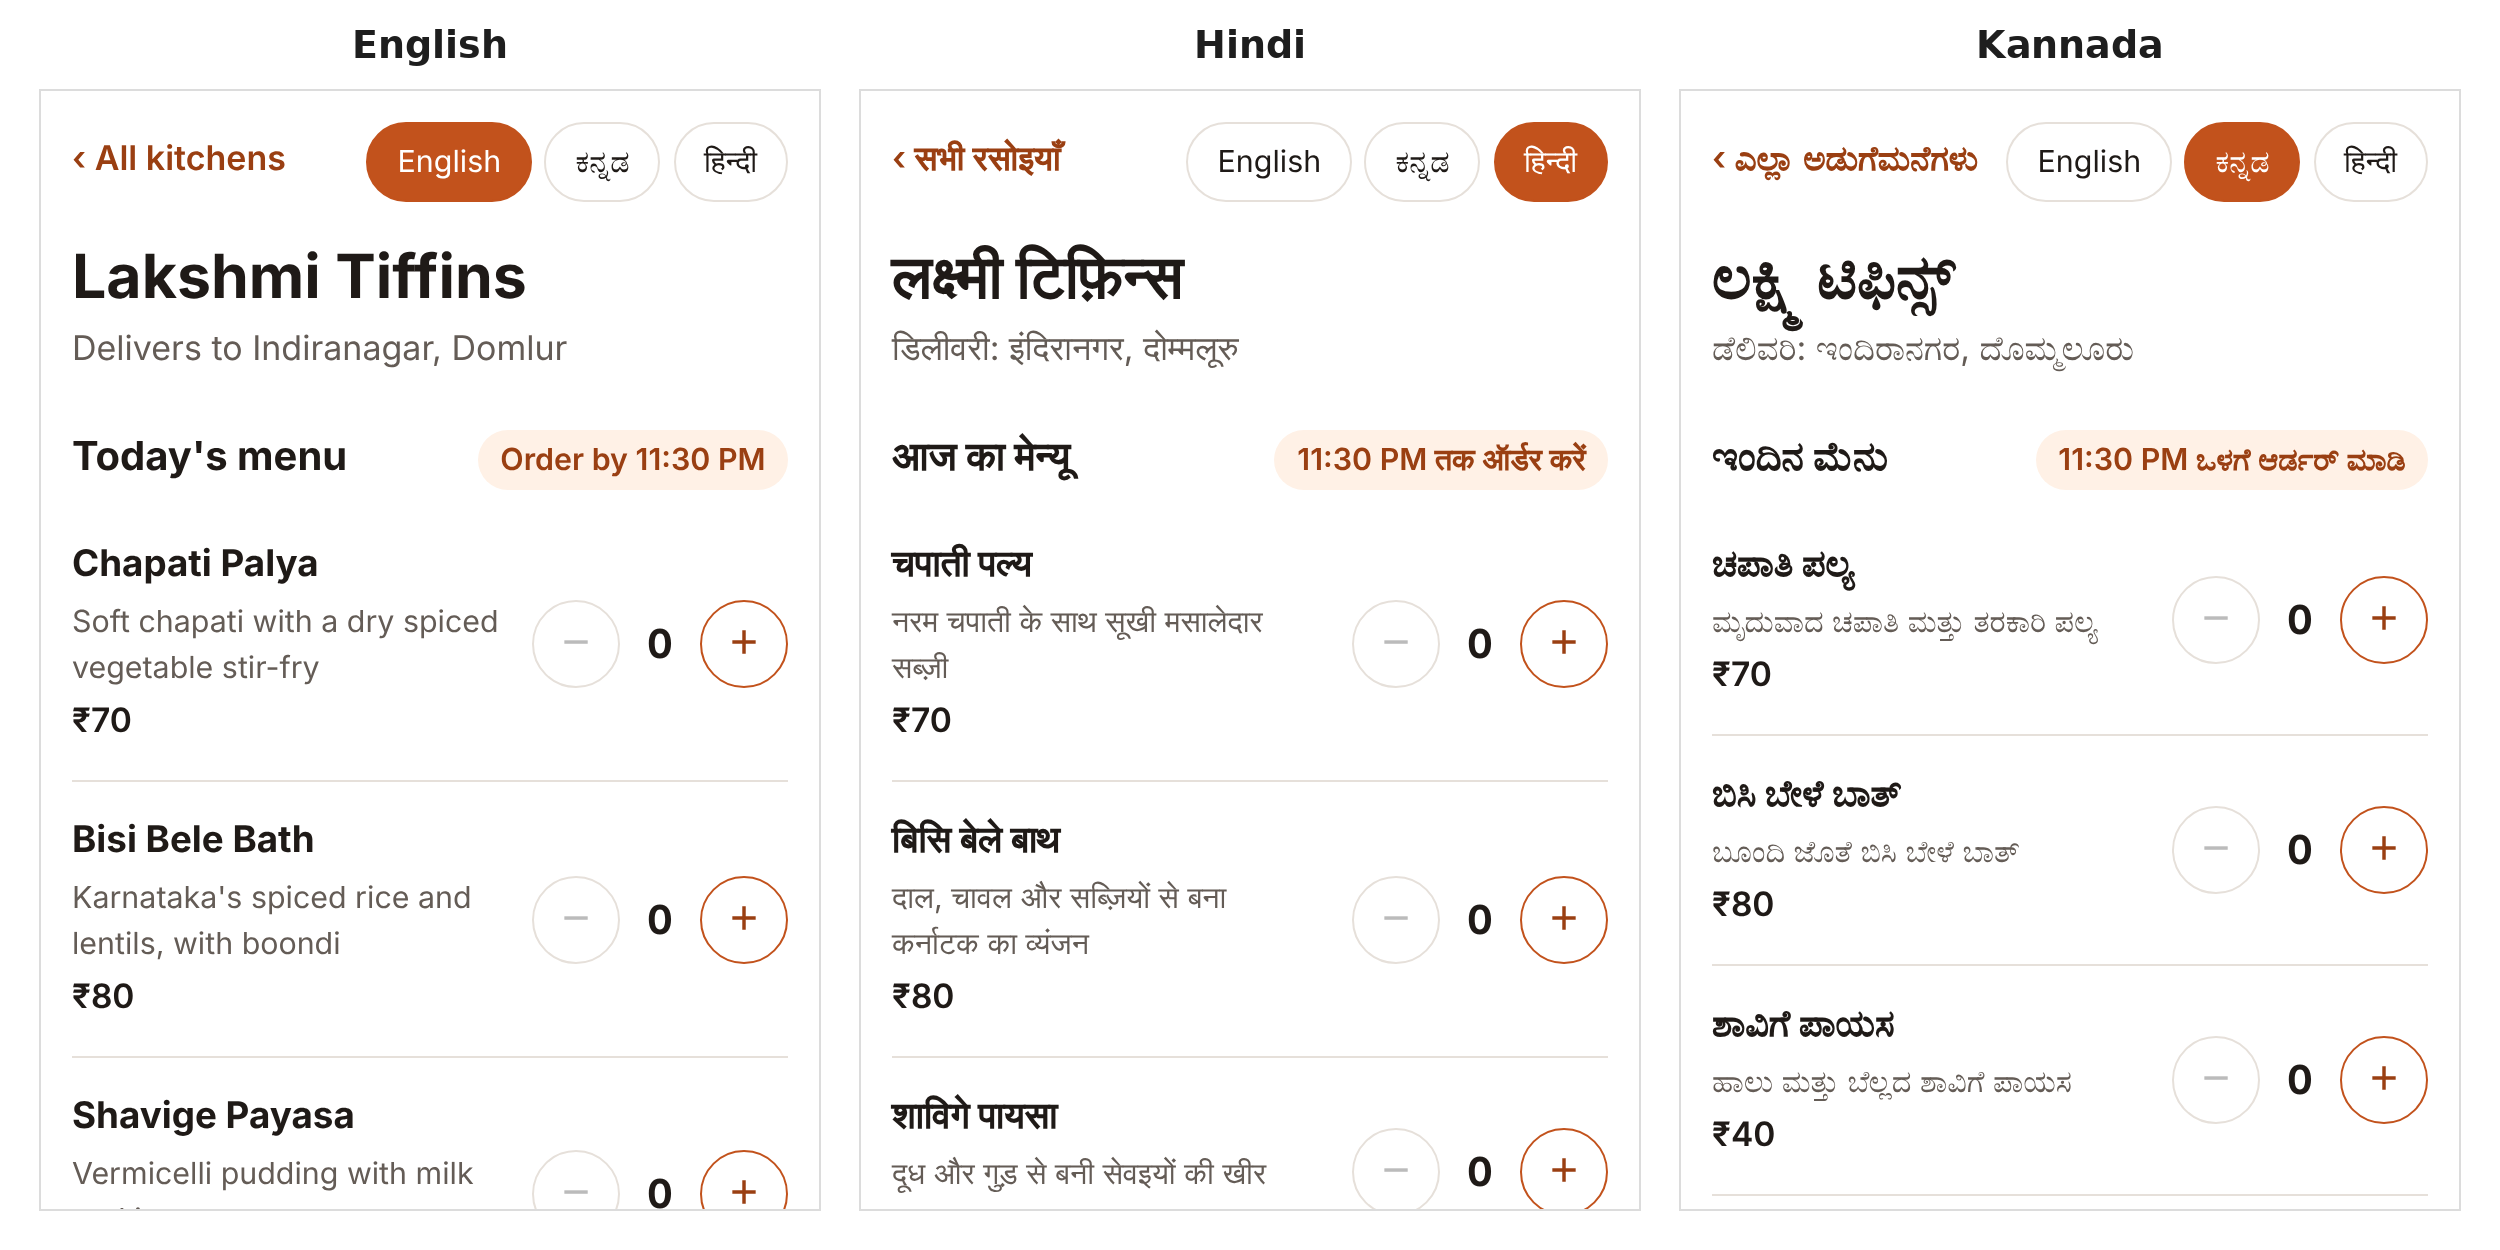 English
‹ All kitchens
English
ಕನ್ನಡ
हिन्दी
Lakshmi Tiffins
Delivers to Indiranagar, Domlur
Today's menu
Order by 11:30 PM
Chapati Palya
Soft chapati with a dry spiced
vegetable stir-fry
₹70
− 0 +
Bisi Bele Bath
Karnataka's spiced rice and
lentils, with boondi
₹80
− 0 +
Shavige Payasa
Vermicelli pudding with milk
− 0 +
Hindi
‹ सभी रसोइयाँ
English
ಕನ್ನಡ
हिन्दी
लक्ष्मी टिफ़िन्स
डिलीवरी: इंदिरानगर, दोम्मलूरु
आज का मेन्यू
11:30 PM तक ऑर्डर करें
चपाती पल्य
नरम चपाती के साथ सूखी मसालेदार
सब्ज़ी
₹70
− 0 +
बिसि बेले बाथ
दाल, चावल और सब्ज़ियों से बना
कर्नाटक का व्यंजन
₹80
− 0 +
शाविगे पायसा
दूध और गुड़ से बनी सेवइयों की खीर
− 0 +
Kannada
‹ ಎಲ್ಲಾ ಅಡುಗೆಮನೆಗಳು
English
ಕನ್ನಡ
हिन्दी
ಲಕ್ಷ್ಮಿ ಟಿಫಿನ್ಸ್
ಡೆಲಿವರಿ: ಇಂದಿರಾನಗರ, ದೊಮ್ಮಲೂರು
ಇಂದಿನ ಮೆನು
11:30 PM ಒಳಗೆ ಆರ್ಡರ್ ಮಾಡಿ
ಚಪಾತಿ ಪಲ್ಯ
ಮೃದುವಾದ ಚಪಾತಿ ಮತ್ತು ತರಕಾರಿ ಪಲ್ಯ
₹70
− 0 +
ಬಿಸಿ ಬೇಳೆ ಬಾತ್
ಬೂಂದಿ ಜೊತೆ ಬಿಸಿ ಬೇಳೆ ಬಾತ್
₹80
− 0 +
ಶಾವಿಗೆ ಪಾಯಸ
ಹಾಲು ಮತ್ತು ಬೆಲ್ಲದ ಶಾವಿಗೆ ಪಾಯಸ
₹40
− 0 +